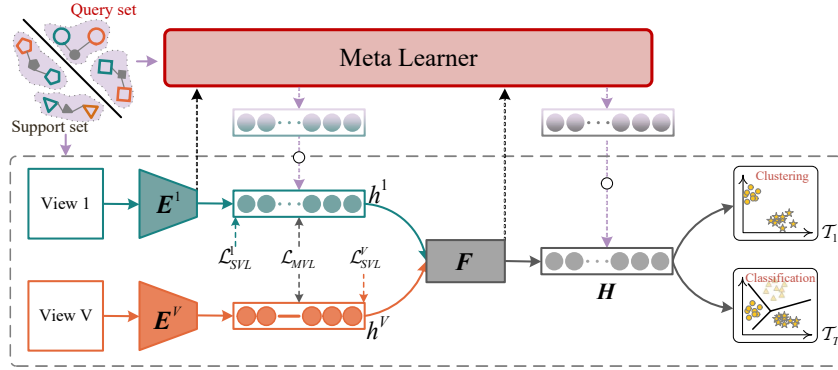 Query set
Meta Learner
Support set
View 1
E^1
h^1
L^1_SVL
L_MVL
L^V_SVL
F
H
Clustering
T_1
View V
E^V
h^V
Classification
T_T